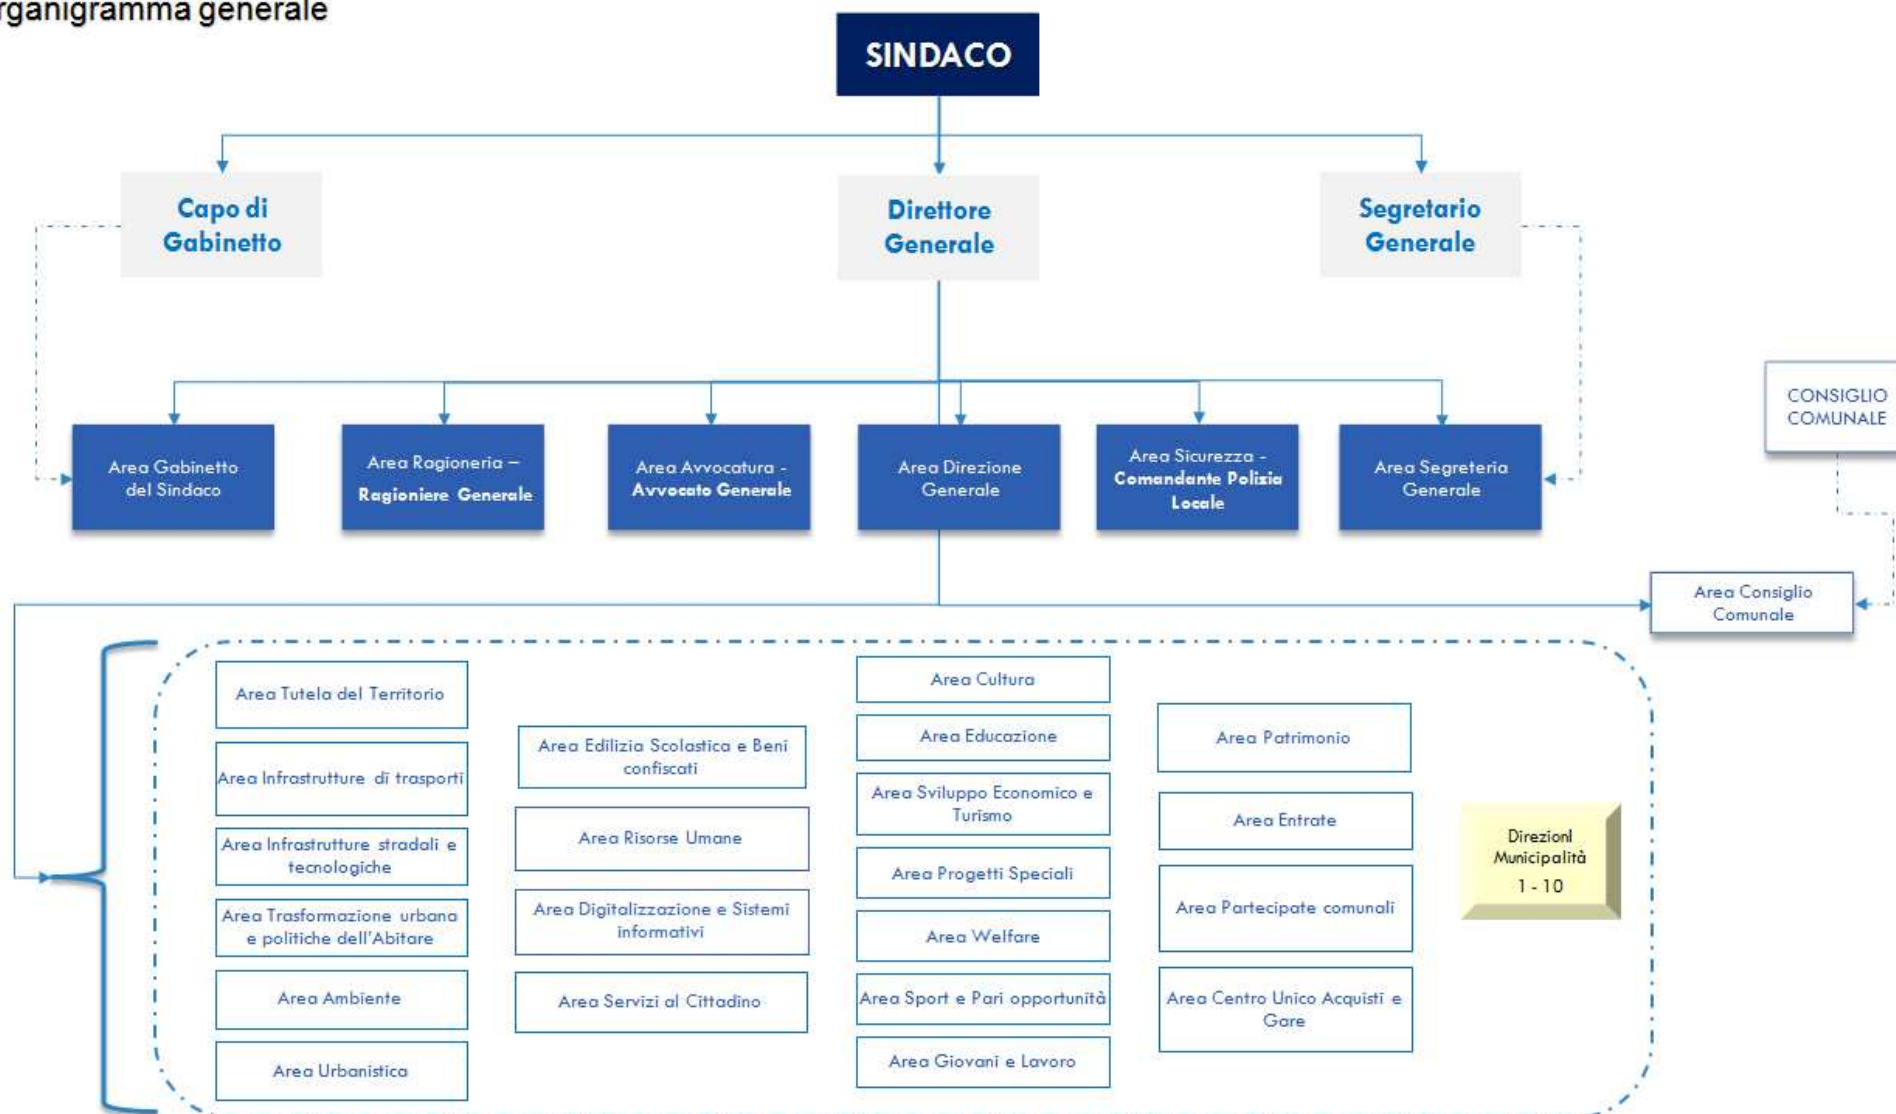 rganigramma generale
SINDACO
Capo di
Gabinetto
Direttore
Generale
Segretario
Generale
CONSIGLIO
COMUNALE
Area Gabinetto
del Sindaco
Area Ragioneria –
Ragioniere Generale
Area Avvocatura -
Avvocato Generale
Area Direzione
Generale
Area Sicurezza -
Comandante Polizia
Locale
Area Segreteria
Generale
Area Consiglio
Comunale
Area Tutela del Territorio
Area Infrastrutture di trasporti
Area Infrastrutture stradali e
tecnologiche
Area Trasformazione urbana
e politiche dell'Abitare
Area Ambiente
Area Urbanistica
Area Edilizia Scolastica e Beni
confiscati
Area Risorse Umane
Area Digitalizzazione e Sistemi
informativi
Area Servizi al Cittadino
Area Cultura
Area Educazione
Area Sviluppo Economico e
Turismo
Area Progetti Speciali
Area Welfare
Area Sport e Pari opportunità
Area Giovani e Lavoro
Area Patrimonio
Area Entrate
Area Partecipate comunali
Area Centro Unico Acquisti e
Gare
DirezionI
Municipalità
1 - 10